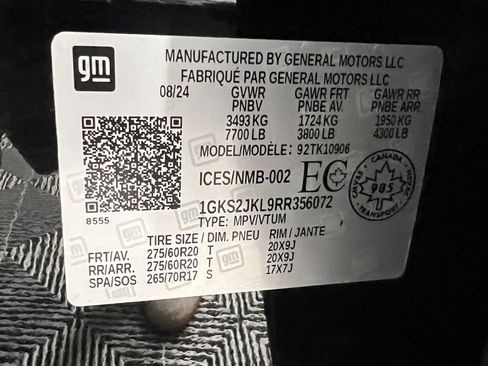 gm
MANUFACTURED BY GENERAL MOTORS LLC
FABRIQUÉ PAR GENERAL MOTORS LLC
08/24 GVWR GAWR FRT GAWR RR
PNBV PNBE AV. PNBE ARR
3493 KG 1724 KG 1950 KG
7700 LB 3800 LB 4300 LB
MODEL/MODÈLE: 92TK10906
ICES/NMB-002 EC
CANADA
985
TRANSPORT
1GKS2JKL9RR356072
8555
TYPE: MPV/VTUM
TIRE SIZE / DIM. PNEU RIM / JANTE
FRT/AV. 275/60R20 T 20X9J
RR/ARR. 275/60R20 T 20X9J
SPA/SOS 265/70R17 S 17X7J